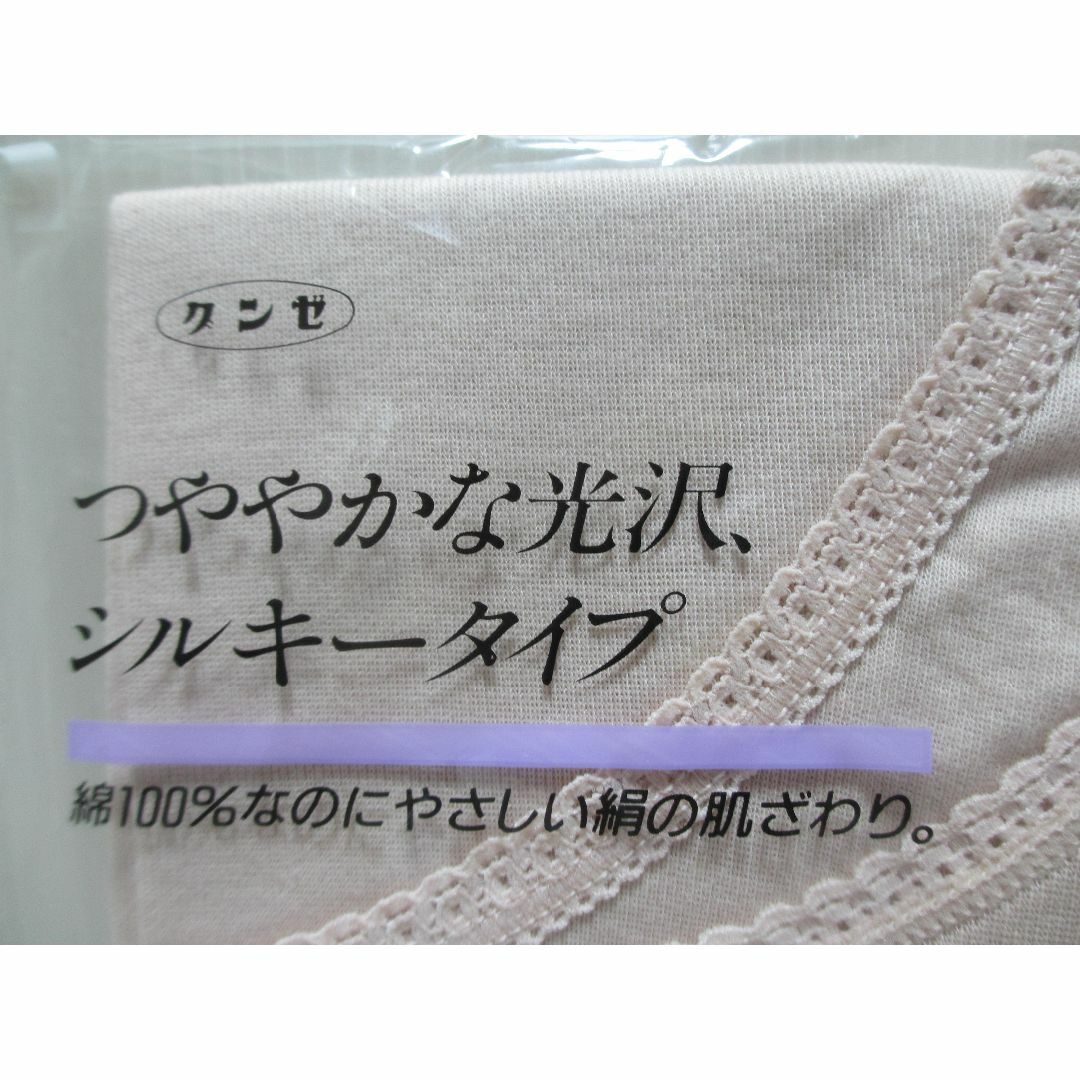 グンゼ
つややかな光沢、
シルキータイプ
綿100%なのにやさしい絹の肌ざわり。